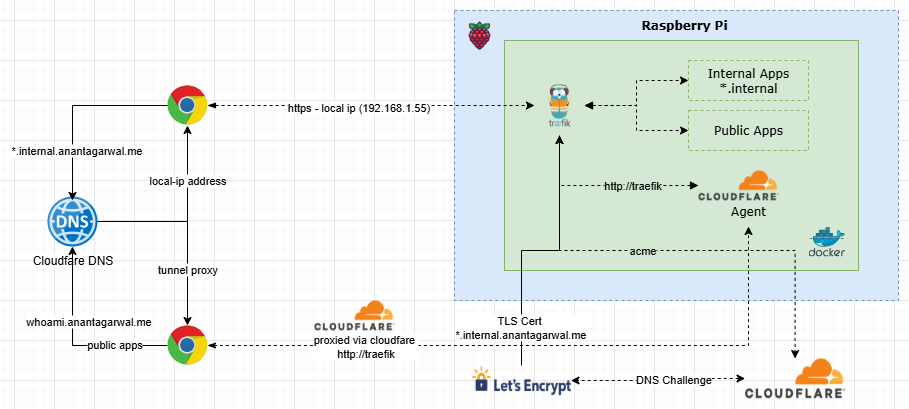 Raspberry Pi
Internal Apps
*.internal
https - local ip (192.168.1.55)
træfik
Public Apps
*.internal.anantagarwal.me
local-ip address
http://traefik
CLOUDFLARE
Agent
DNS
Cloudfare DNS
docker
acme
tunnel proxy
whoami.anantagarwal.me
CLOUDFLARE
proxied via cloudfare
http://traefik
public apps
TLS Cert
*.internal.anantagarwal.me
Let's Encrypt
DNS Challenge
CLOUDFLARE